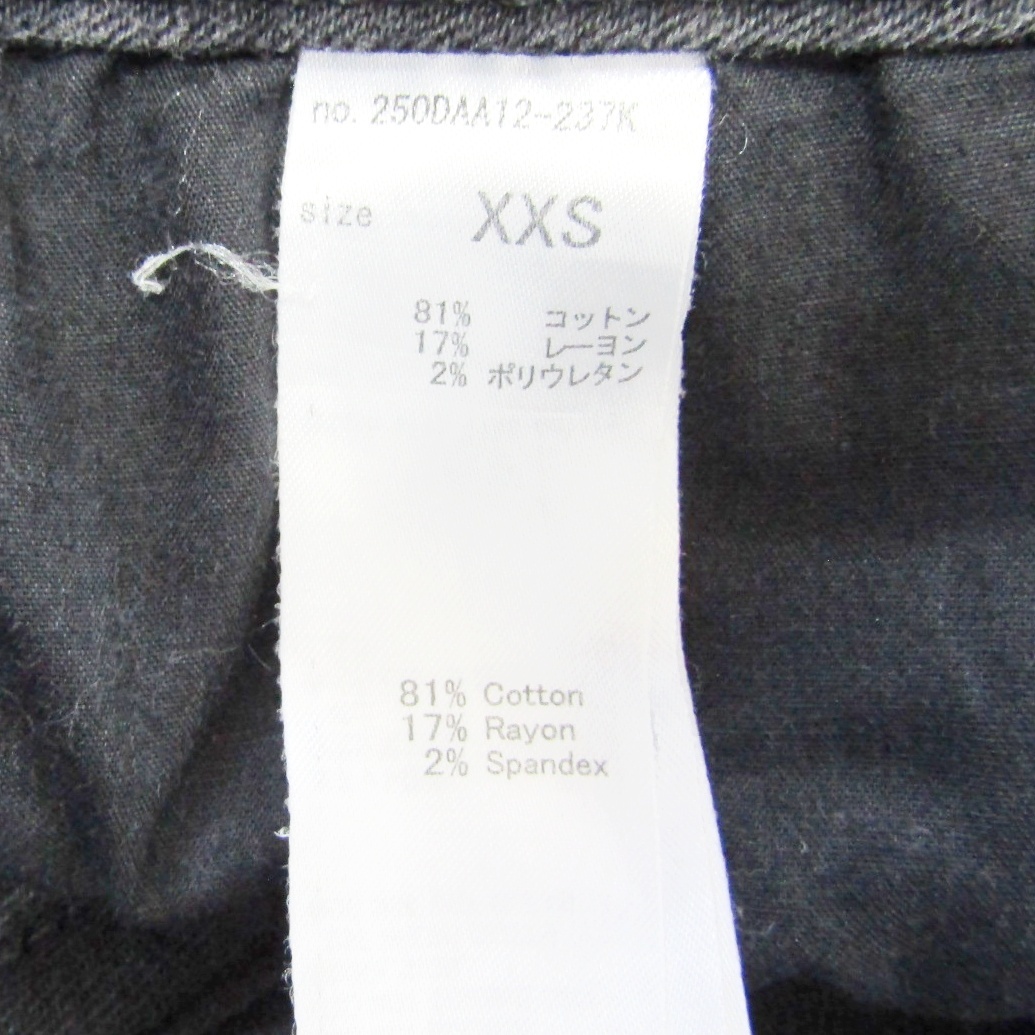 no. 250DAA12-237K
size XXS
81% コットン
17% レーヨン
2% ポリウレタン
81% Cotton
17% Rayon
2% Spandex